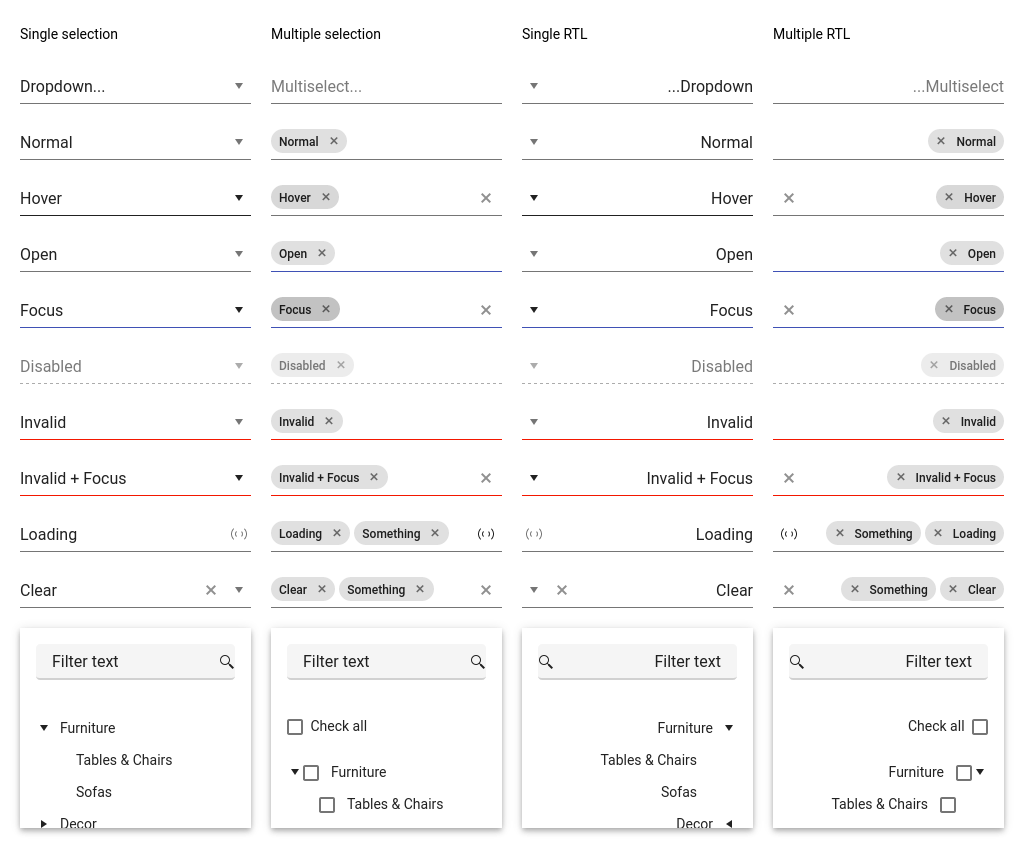 Single selection Multiple selection Single RTL Multiple RTL
Dropdown... Multiselect... ...Dropdown ...Multiselect
Normal Normal Normal Normal
Hover Hover Hover Hover
Open Open Open Open
Focus Focus Focus Focus
Disabled Disabled Disabled Disabled
Invalid Invalid Invalid Invalid
Invalid + Focus Invalid + Focus Invalid + Focus Invalid + Focus
Loading Loading Something Loading Something Loading
Clear Clear Something Clear Something Clear
Filter text Filter text Filter text Filter text
Furniture Check all Furniture Check all
Tables & Chairs Furniture Tables & Chairs Furniture
Sofas Tables & Chairs Sofas Tables & Chairs
Decor Decor